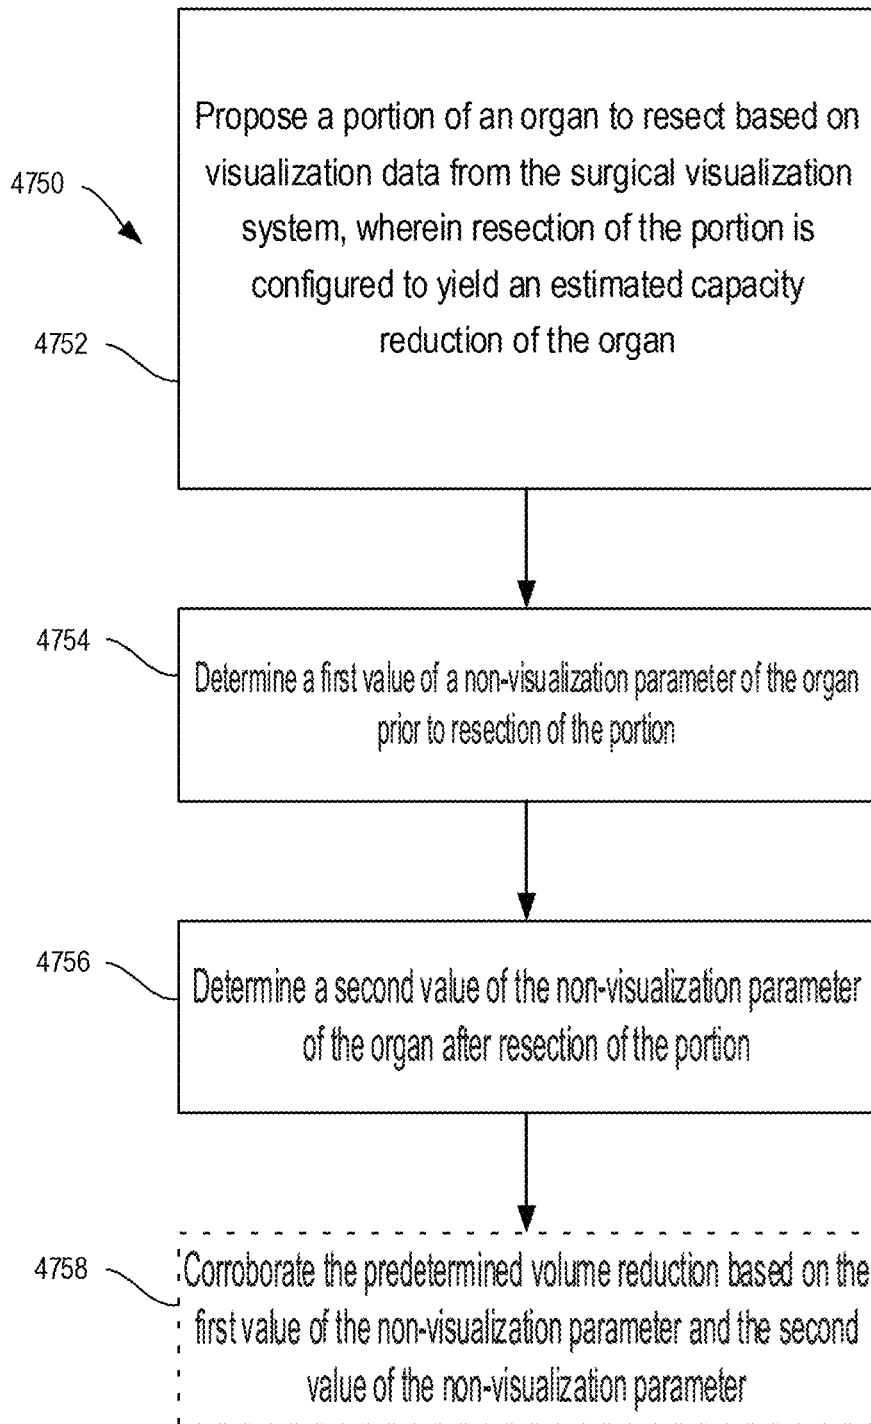 Propose a portion of an organ to resect based on
visualization data from the surgical visualization
system, wherein resection of the portion is
configured to yield an estimated capacity
reduction of the organ
4750
4752
4754
Determine a first value of a non-visualization parameter of the organ
prior to resection of the portion
4756
Determine a second value of the non-visualization parameter
of the organ after resection of the portion
4758
Corroborate the predetermined volume reduction based on the
first value of the non-visualization parameter and the second
value of the non-visualization parameter